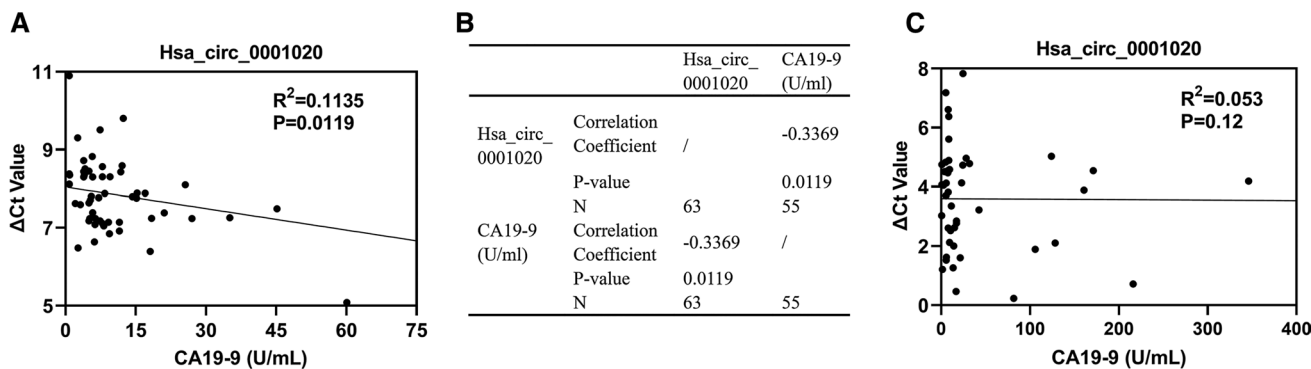 A
Hsa_circ_0001020
R²=0.1135
P=0.0119
ΔCt Value
11
9
7
5
0 15 30 45 60 75
CA19-9 (U/mL)
B
Hsa_circ_ CA19-9
0001020 (U/ml)
Hsa_circ_
0001020
Correlation
Coefficient
/ -0.3369
P-value 0.0119
N 63 55
CA19-9
(U/ml)
Correlation
Coefficient
-0.3369 /
P-value 0.0119
N 63 55
C
Hsa_circ_0001020
R²=0.053
P=0.12
ΔCt Value
8
6
4
2
0
0 100 200 300 400
CA19-9 (U/mL)